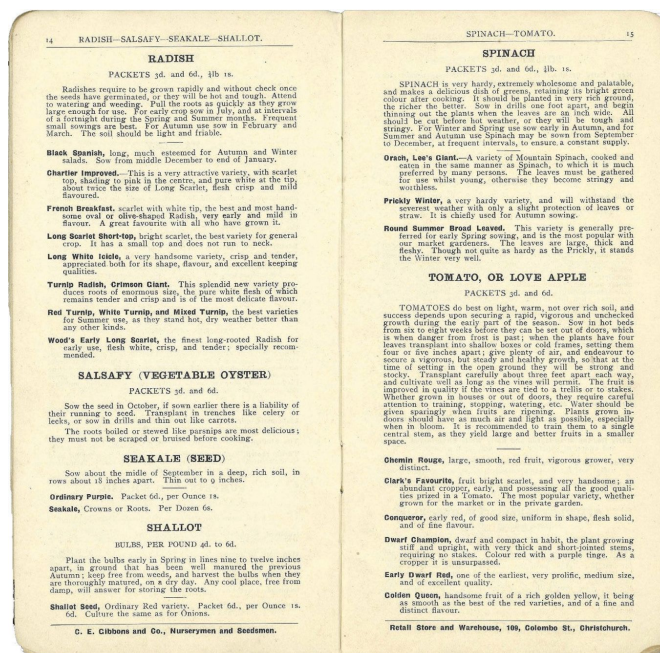 14 RADISH—SALSAFY—SEAKALE—SHALLOT.
RADISH
PACKETS 3d. and 6d., ¼lb 1s.
Radishes require to be grown rapidly and without check once
the seeds have germinated, or they will be hot and tough. Attend
to watering and weeding. Pull the roots as quickly as they grow
large enough for use. For early crop sow in July, and at intervals
of a fortnight during the Spring and Summer months. Frequent
small sowings are best. For Autumn use sow in February and
March. The soil should be light and friable.
Black Spanish, long, much esteemed for Autumn and Winter
salads. Sow from middle December to end of January.
Chartier Improved.—This is a very attractive variety, with scarlet
top, shading to pink in the centre, and pure white at the tip,
about twice the size of Long Scarlet, flesh crisp and mild
flavoured.
French Breakfast. scarlet with white tip, the best and most hand-
some oval or olive-shaped Radish, very early and mild in
flavour. A great favourite with all who have grown it.
Long Scarlet Short-top, bright scarlet, the best variety for general
crop. It has a small top and does not run to neck.
Long White Icicle, a very handsome variety, crisp and tender,
appreciated both for its shape, flavour, and excellent keeping
qualities.
Turnip Radish, Crimson Giant. This splendid new variety pro-
duces roots of enormous size, the pure white flesh of which
remains tender and crisp and is of the most delicate flavour.
Red Turnip, White Turnip, and Mixed Turnip, the best varieties
for Summer use, as they stand hot, dry weather better than
any other kinds.
Wood's Early Long Scarlet, the finest long-rooted Radish for
early use, flesh white, crisp, and tender; specially recom-
mended.
SALSAFY (VEGETABLE OYSTER)
PACKETS 3d. and 6d.
Sow the seed in October, if sown earlier there is a liability of
their running to seed. Transplant in trenches like celery or
leeks, or sow in drills and thin out like carrots.
The roots boiled or stewed like parsnips are most delicious;
they must not be scraped or bruised before cooking.
SEAKALE (SEED)
Sow about the midle of September in a deep, rich soil, in
rows about 18 inches apart. Thin out to 9 inches.
Ordinary Purple. Packet 6d., per Ounce 1s.
Seakale, Crowns or Roots. Per Dozen 6s.
SHALLOT
BULBS, PER POUND 4d. to 6d.
Plant the bulbs early in Spring in lines nine to twelve inches
apart, in ground that has been well manured the previous
Autumn; keep free from weeds, and harvest the bulbs when they
are thoroughly matured, on a dry day. Any cool place, free from
damp, will answer for storing the roots.
Shallot Seed, Ordinary Red variety. Packet 6d., per Ounce 1s.
6d. Culture the same as for Onions.
C. E. Gibbons and Co., Nurserymen and Seedsmen.
SPINACH—TOMATO. 15
SPINACH
PACKETS 3d. and 6d., ¼lb. 1s.
SPINACH is very hardy, extremely wholesome and palatable,
and makes a delicious dish of greens, retaining its bright green
colour after cooking. It should be planted in very rich ground,
the richer the better. Sow in drills one foot apart, and begin
thinning out the plants when the leaves are an inch wide. All
should be cut before hot weather, or they will be tough and
stringy. For Winter and Spring use sow early in Autumn, and for
Summer and Autumn use Spinach may be sown from September
to December, at frequent intervals, to ensure a constant supply.
Orach, Lee's Giant.—A variety of Mountain Spinach, cooked and
eaten in the same manner as Spinach, to which it is much
preferred by many persons. The leaves must be gathered
for use whilst young, otherwise they become stringy and
worthless.
Prickly Winter, a very hardy variety, and will withstand the
severest weather with only a slight protection of leaves or
straw. It is chiefly used for Autumn sowing.
Round Summer Broad Leaved. This variety is generally pre-
ferred for early Spring sowing, and is the most popular with
our market gardeners. The leaves are large, thick and
fleshy. Though not quite as hardy as the Prickly, it stands
the Winter very well.
TOMATO, OR LOVE APPLE
PACKETS 3d. and 6d.
TOMATOES do best on light, warm, not over rich soil, and
success depends upon securing a rapid, vigorous and unchecked
growth during the early part of the season. Sow in hot beds
from six to eight weeks before they can be set out of doors, which
is when danger from frost is past; when the plants have four
leaves transplant into shallow boxes or cold frames, setting them
four or five inches apart; give plenty of air, and endeavour to
secure a vigorous, but steady and healthy growth, so that at the
time of setting in the open ground they will be strong and
stocky. Transplant carefully about three feet apart each way,
and cultivate well as long as the vines will permit. The fruit is
improved in quality if the vines are tied to a trellis or to stakes.
Whether grown in houses or out of doors, they require careful
attention to training, stopping, watering, etc. Water should be
given sparingly when fruits are ripening. Plants grown in-
doors should have as much air and light as possible, especially
when in bloom. It is recommended to train them to a single
central stem, as they yield large and better fruits in a smaller
space.
Chemin Rouge, large, smooth, red fruit, vigorous grower, very
distinct.
Clark's Favourite, fruit bright scarlet, and very handsome; an
abundant cropper, early, and possessing all the good quali-
ties prized in a Tomato. The most popular variety, whether
grown for the market or in the private garden.
Conqueror, early red, of good size, uniform in shape, flesh solid,
and of fine flavour.
Dwarf Champion, dwarf and compact in habit, the plant growing
stiff and upright, with very thick and short-jointed stems,
requiring no stakes. Colour red with a purple tinge. As a
cropper it is unsurpassed.
Early Dwarf Red, one of the earliest, very prolific, medium size,
and of excellent quality.
Golden Queen, handsome fruit of a rich golden yellow, it being
as smooth as the best of the red varieties, and of a fine and
distinct flavour.
Retail Store and Warehouse, 109, Colombo St., Christchurch.